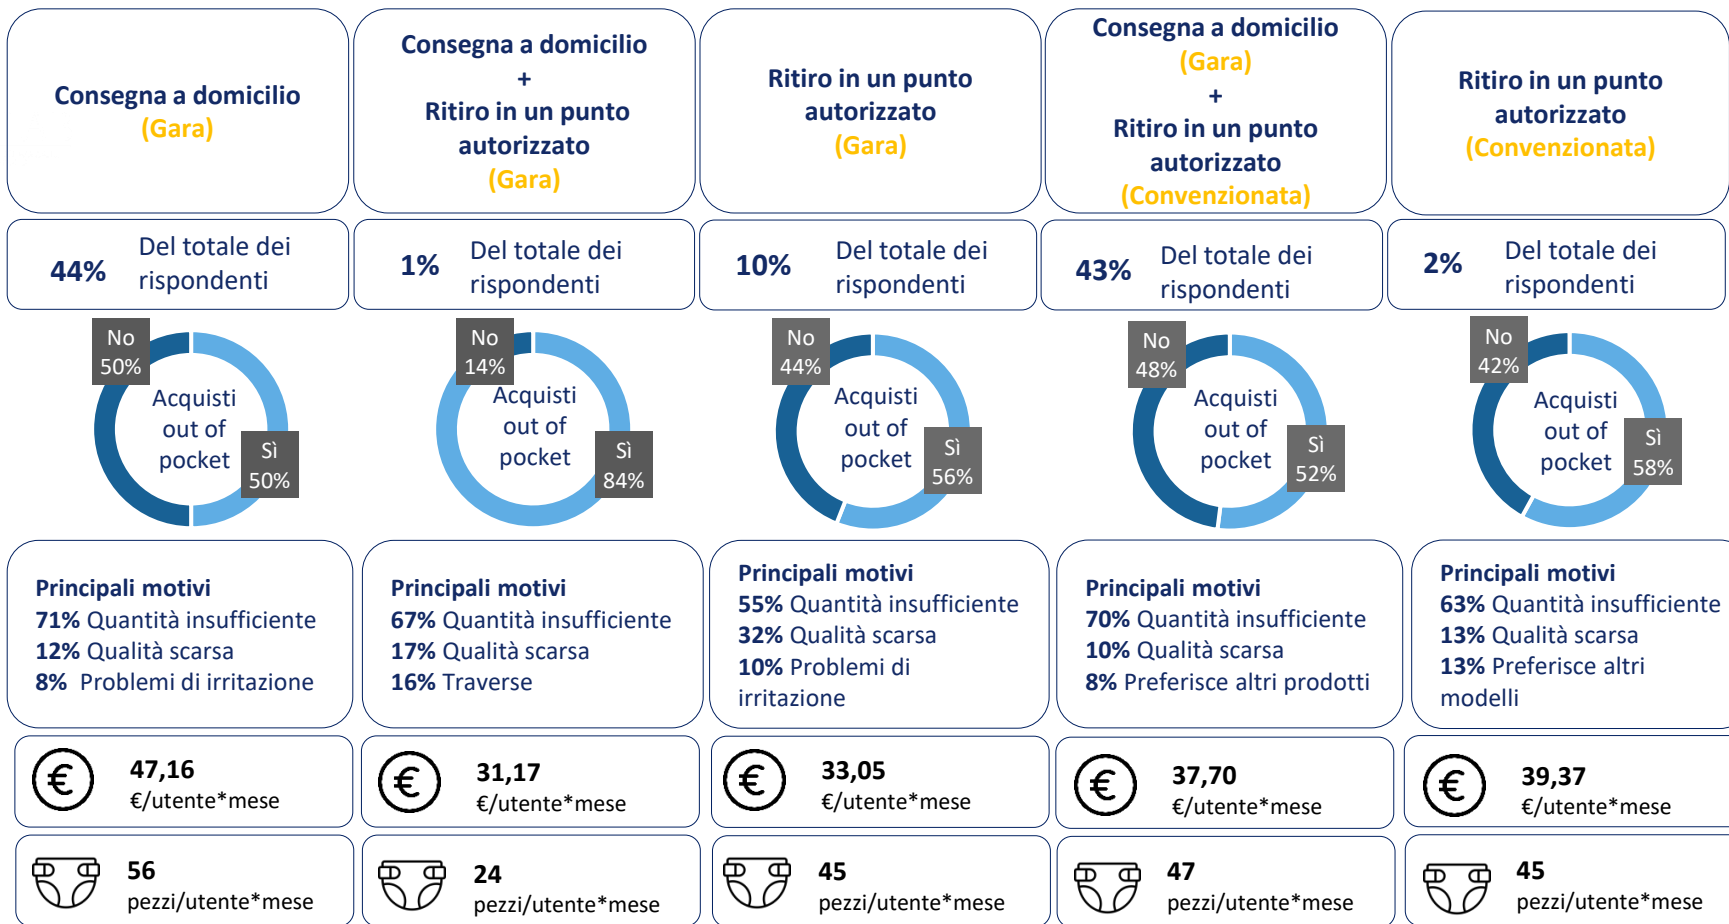 Consegna a domicilio
(Gara)
Consegna a domicilio
+
Ritiro in un punto
autorizzato
(Gara)
Ritiro in un punto
autorizzato
(Gara)
Consegna a domicilio
(Gara)
+
Ritiro in un punto
autorizzato
(Convenzionata)
Ritiro in un punto
autorizzato
(Convenzionata)
44%
Del totale dei
rispondenti
1%
Del totale dei
rispondenti
10%
Del totale dei
rispondenti
43%
Del totale dei
rispondenti
2%
Del totale dei
rispondenti
No
50%
Acquisti
out of
pocket
Sì
50%
No
14%
Acquisti
out of
pocket
Sì
84%
No
44%
Acquisti
out of
pocket
Sì
56%
No
48%
Acquisti
out of
pocket
Sì
52%
No
42%
Acquisti
out of
pocket
Sì
58%
Principali motivi
71% Quantità insufficiente
12% Qualità scarsa
8% Problemi di irritazione
Principali motivi
67% Quantità insufficiente
17% Qualità scarsa
16% Traverse
Principali motivi
55% Quantità insufficiente
32% Qualità scarsa
10% Problemi di
irritazione
Principali motivi
70% Quantità insufficiente
10% Qualità scarsa
8% Preferisce altri prodotti
Principali motivi
63% Quantità insufficiente
13% Qualità scarsa
13% Preferisce altri
modelli
€
47,16
€/utente*mese
€
31,17
€/utente*mese
€
33,05
€/utente*mese
€
37,70
€/utente*mese
€
39,37
€/utente*mese
56
pezzi/utente*mese
24
pezzi/utente*mese
45
pezzi/utente*mese
47
pezzi/utente*mese
45
pezzi/utente*mese